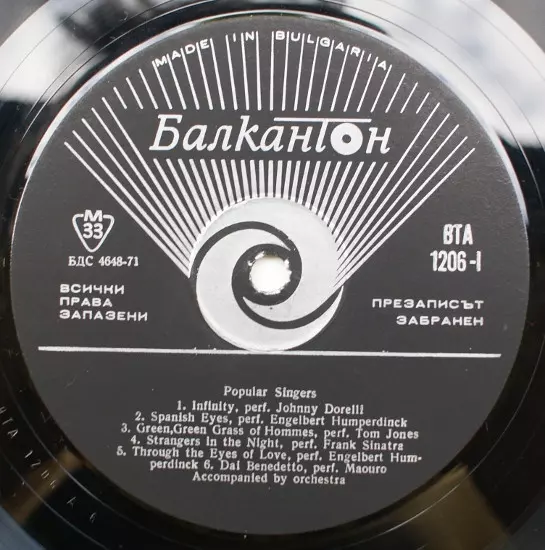 MADE IN BULGARIA
БалкантОн
М
33
БДС 4648-71
ВТА
1206-I
ВСИЧКИ
ПРАВА
ЗАПАЗЕНИ
ПРЕЗАПИСЪТ
ЗАБРАНЕН
Popular Singers
1. Infinity, perf. Johnny Dorelli
2. Spanish Eyes, perf. Engelbert Humperdinck
3. Green,Green Grass of Hommes, perf. Tom Jones
4. Strangers In the Night, perf. Frank Sinatra
5. Through the Eyes of Love, perf. Engelbert Hum-
perdinck 6. Dal Benedetto, perf. Maouro
Accompanied by orchestra
ВТА 1206